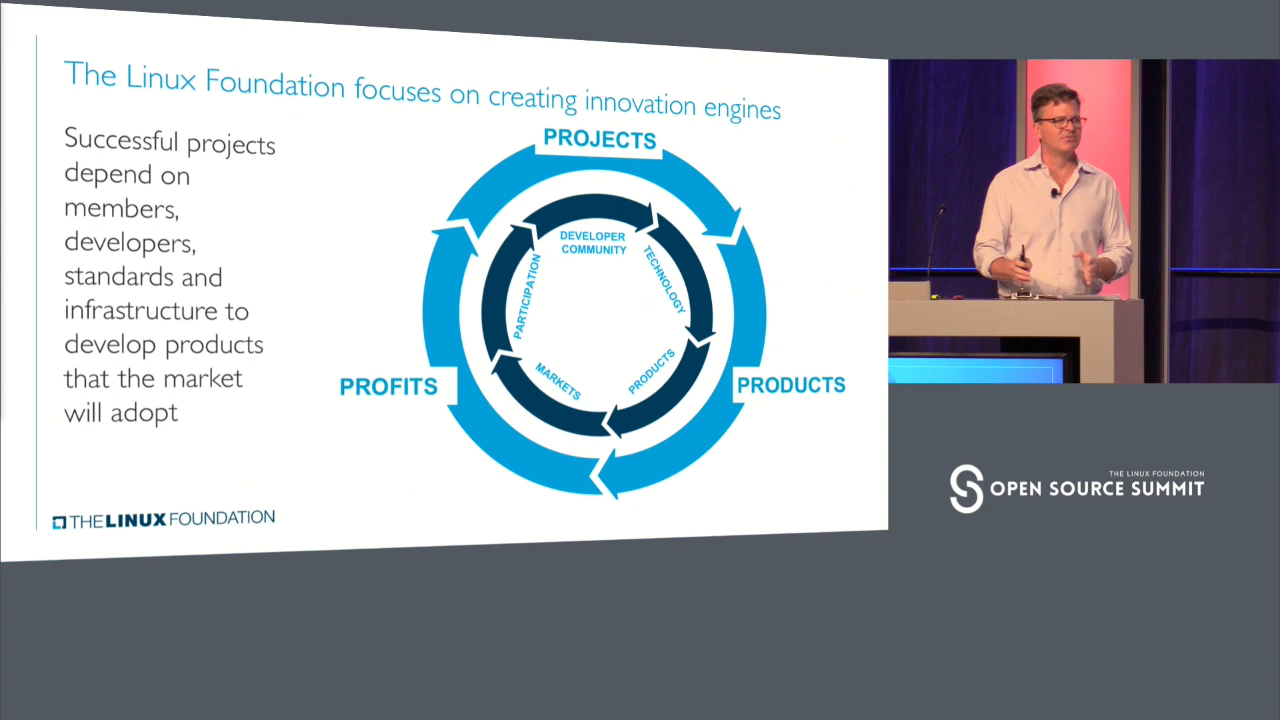 The Linux Foundation focuses on creating innovation engines
Successful projects
depend on
members,
developers,
standards and
infrastructure to
develop products
that the market
will adopt
PROJECTS
PRODUCTS
PROFITS
DEVELOPER
COMMUNITY
TECHNOLOGY
PRODUCTS
MARKETS
PARTICIPATION
THE LINUX FOUNDATION
THE LINUX FOUNDATION
OPEN SOURCE SUMMIT